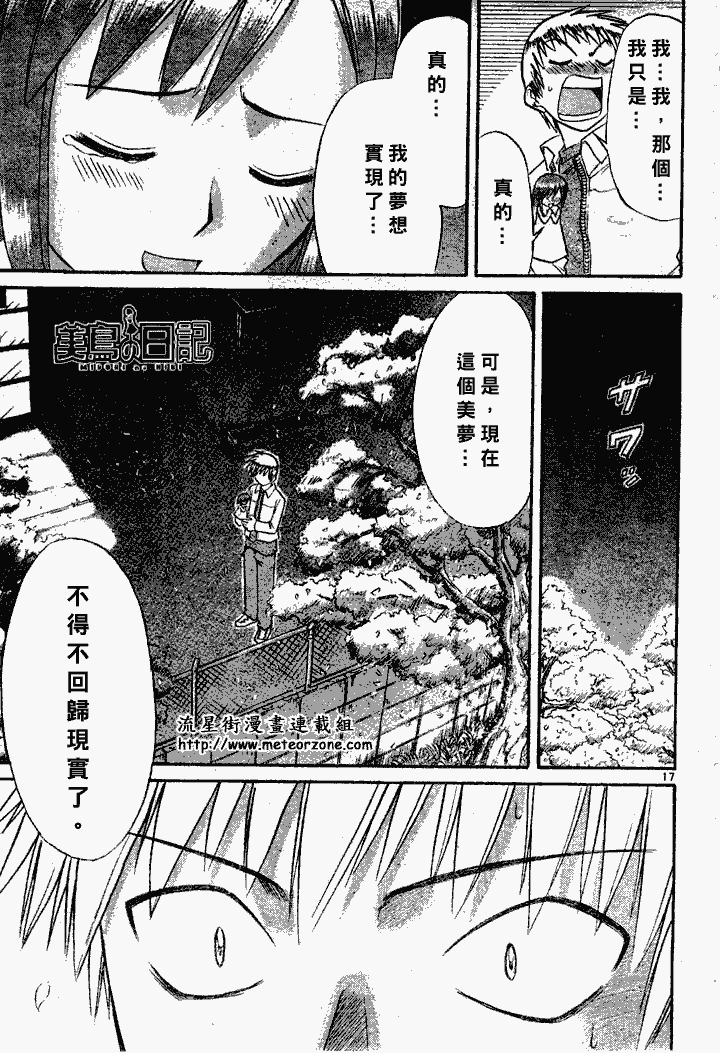 我…我，那個…
我只是…
真的…
真的…
我的夢想
實現了…
サワ
可是，現在
這個美夢…
美鳥の日記
MIDORI no HIBI
不得不回歸現實了。
流星街漫畫連載組
http://www.meteorzone.com
17